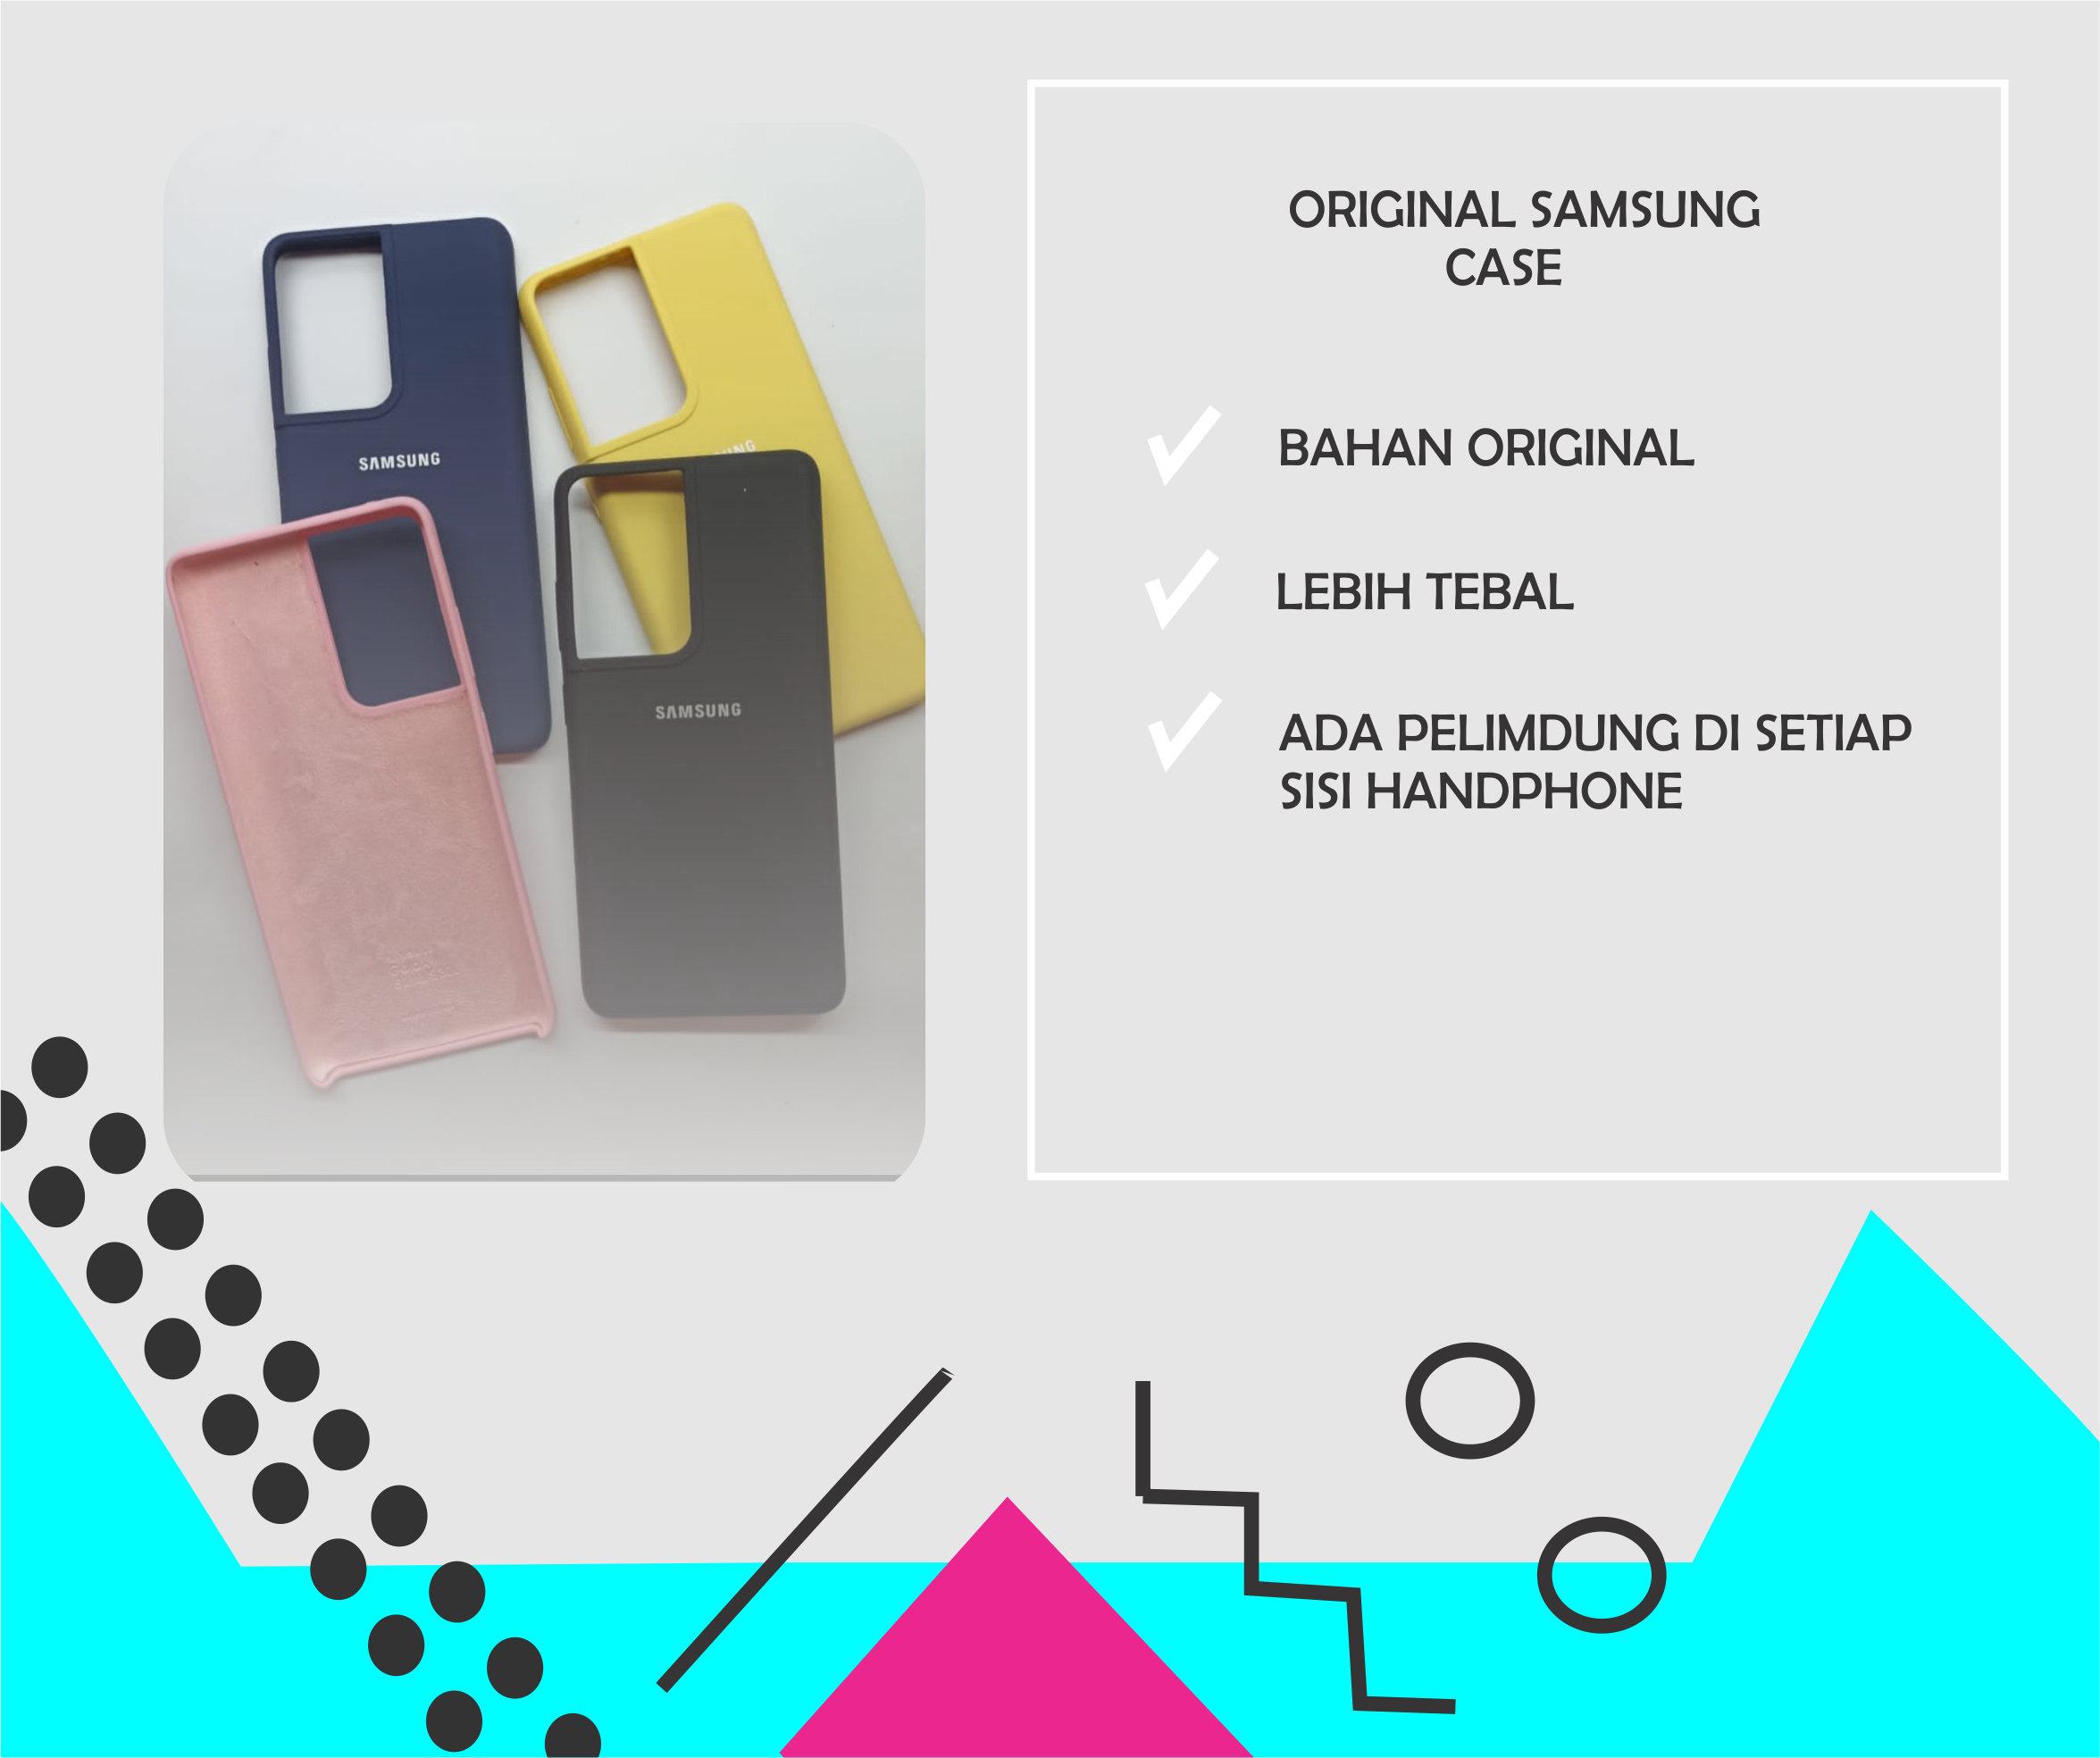 ORIGINAL SAMSUNG
CASE
BAHAN ORIGINAL
LEBIH TEBAL
ADA PELIMDUNG DI SETIAP
SISI HANDPHONE
SAMSUNG
SAMSUNG